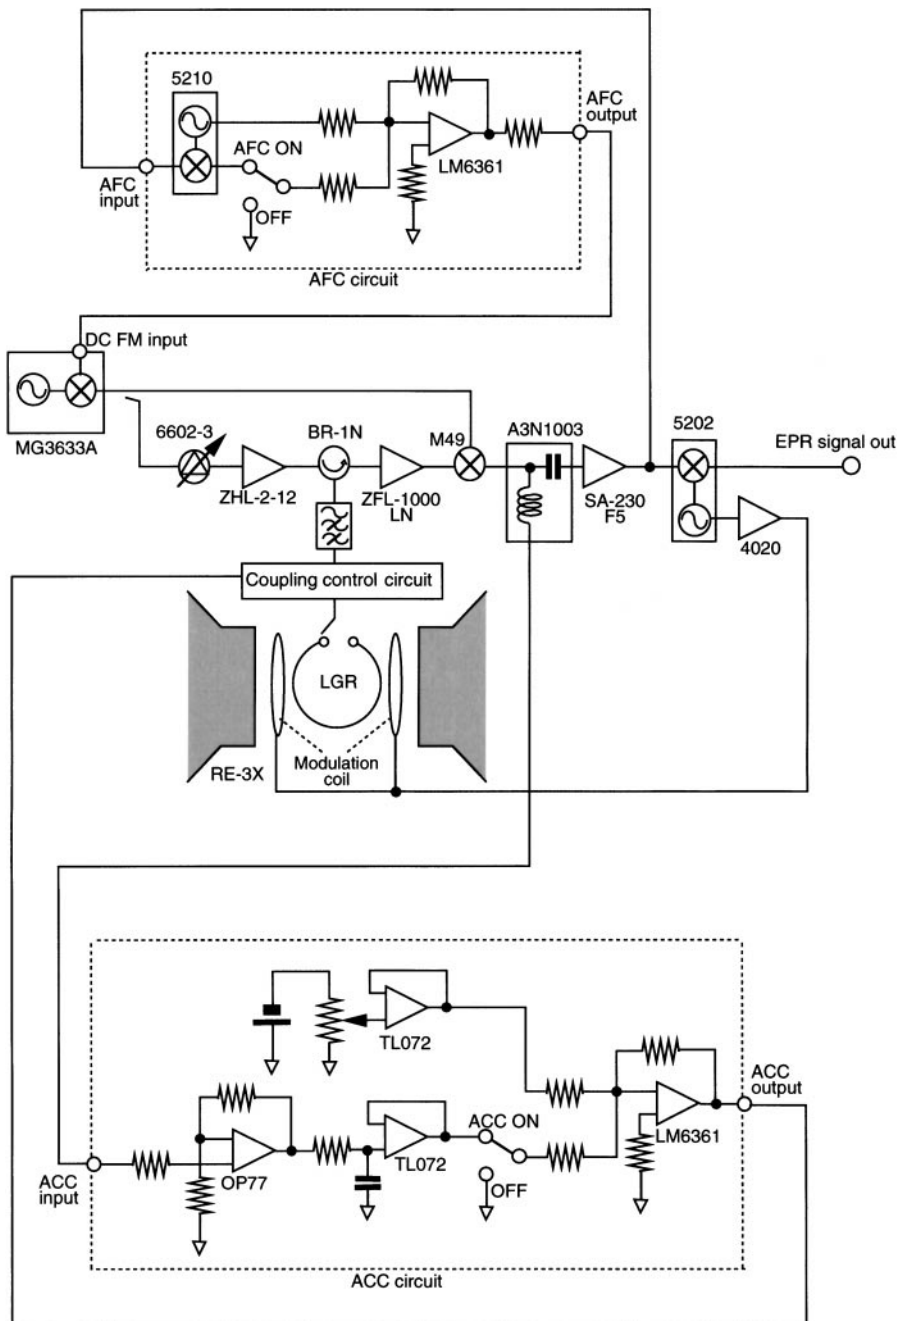 5210
AFC ON
OFF
LM6361
AFC
output
AFC
input
AFC circuit
DC FM input
MG3633A
6602-3
ZHL-2-12
BR-1N
ZFL-1000
LN
M49
A3N1003
SA-230
F5
5202
EPR signal out
4020
Coupling control circuit
LGR
RE-3X
Modulation
coil
TL072
ACC ON
OFF
TL072
OP77
LM6361
ACC
output
ACC
input
ACC circuit